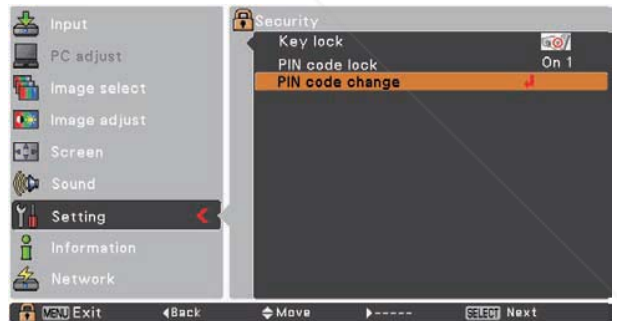 Input
PC adjust
Image select
Image adjust
Screen
Sound
Setting
Information
Network
Security
Key lock
PIN code lock On 1
PIN code change
MENU Exit Back Move ----- SELECT Next